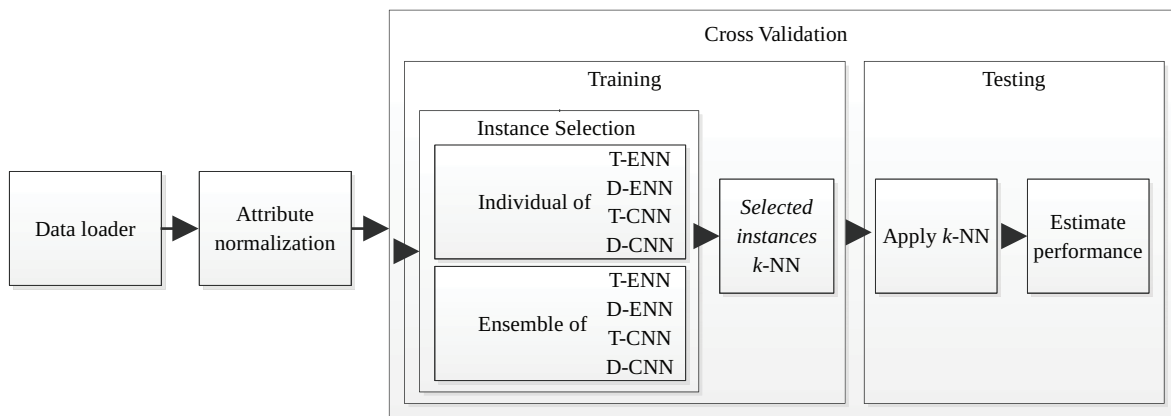 Cross Validation
Training
Testing
Instance Selection
Data loader
Attribute
normalization
Individual of
T-ENN
D-ENN
T-CNN
D-CNN
Ensemble of
T-ENN
D-ENN
T-CNN
D-CNN
Selected
instances
k-NN
Apply k-NN
Estimate
performance